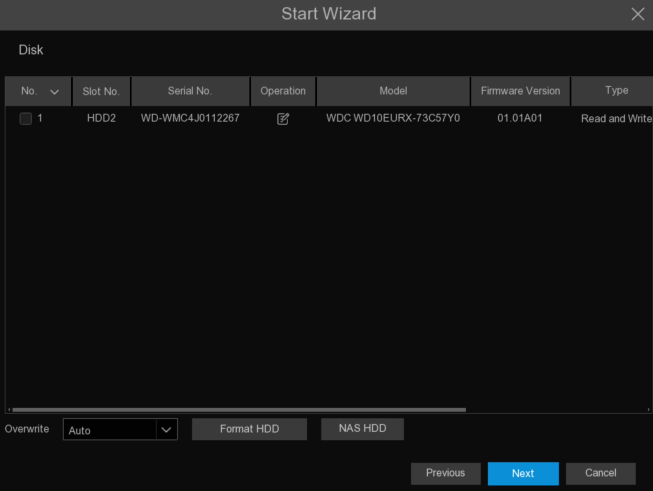 Start Wizard
Disk
No. Slot No. Serial No. Operation Model Firmware Version Type
1 HDD2 WD-WMC4J0112267 WDC WD10EURX-73C57Y0 01.01A01 Read and Write
Overwrite Auto Format HDD NAS HDD
Previous Next Cancel